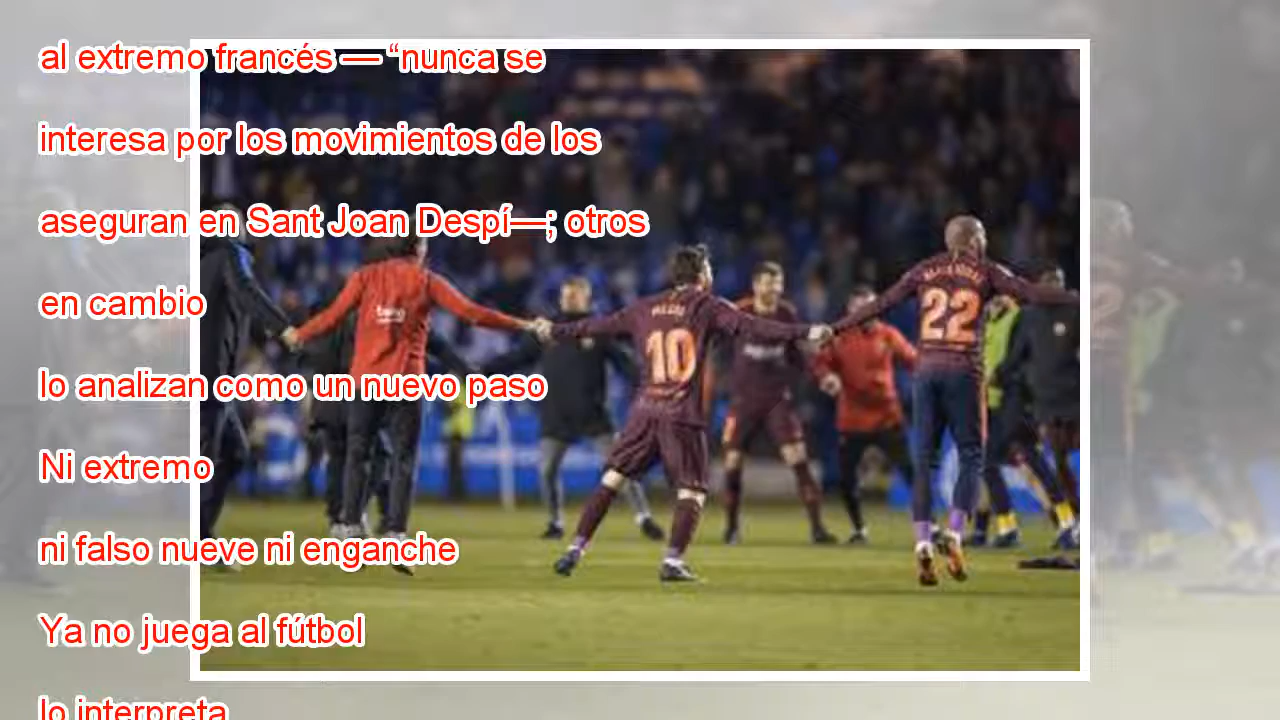 al extremo francés — “nunca se
interesa por los movimientos de los
aseguran en Sant Joan Despí—; otros
en cambio
lo analizan como un nuevo paso
Ni extremo
ni falso nueve ni enganche
Ya no juega al fútbol
lo interpreta
10
22